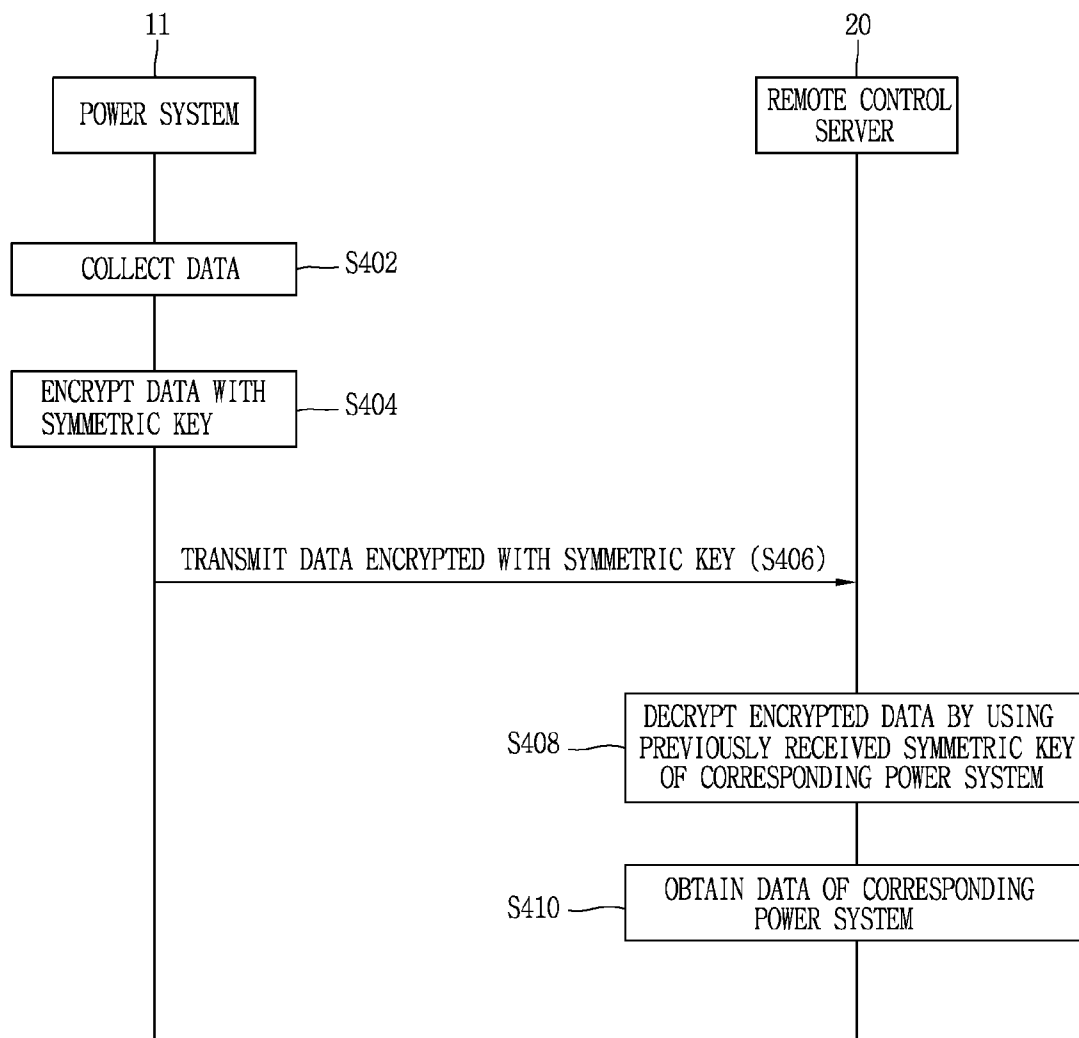 11
20
POWER SYSTEM
REMOTE CONTROL
SERVER
COLLECT DATA
S402
ENCRYPT DATA WITH
SYMMETRIC KEY
S404
TRANSMIT DATA ENCRYPTED WITH SYMMETRIC KEY (S406)
S408
DECRYPT ENCRYPTED DATA BY USING
PREVIOUSLY RECEIVED SYMMETRIC KEY
OF CORRESPONDING POWER SYSTEM
S410
OBTAIN DATA OF CORRESPONDING
POWER SYSTEM